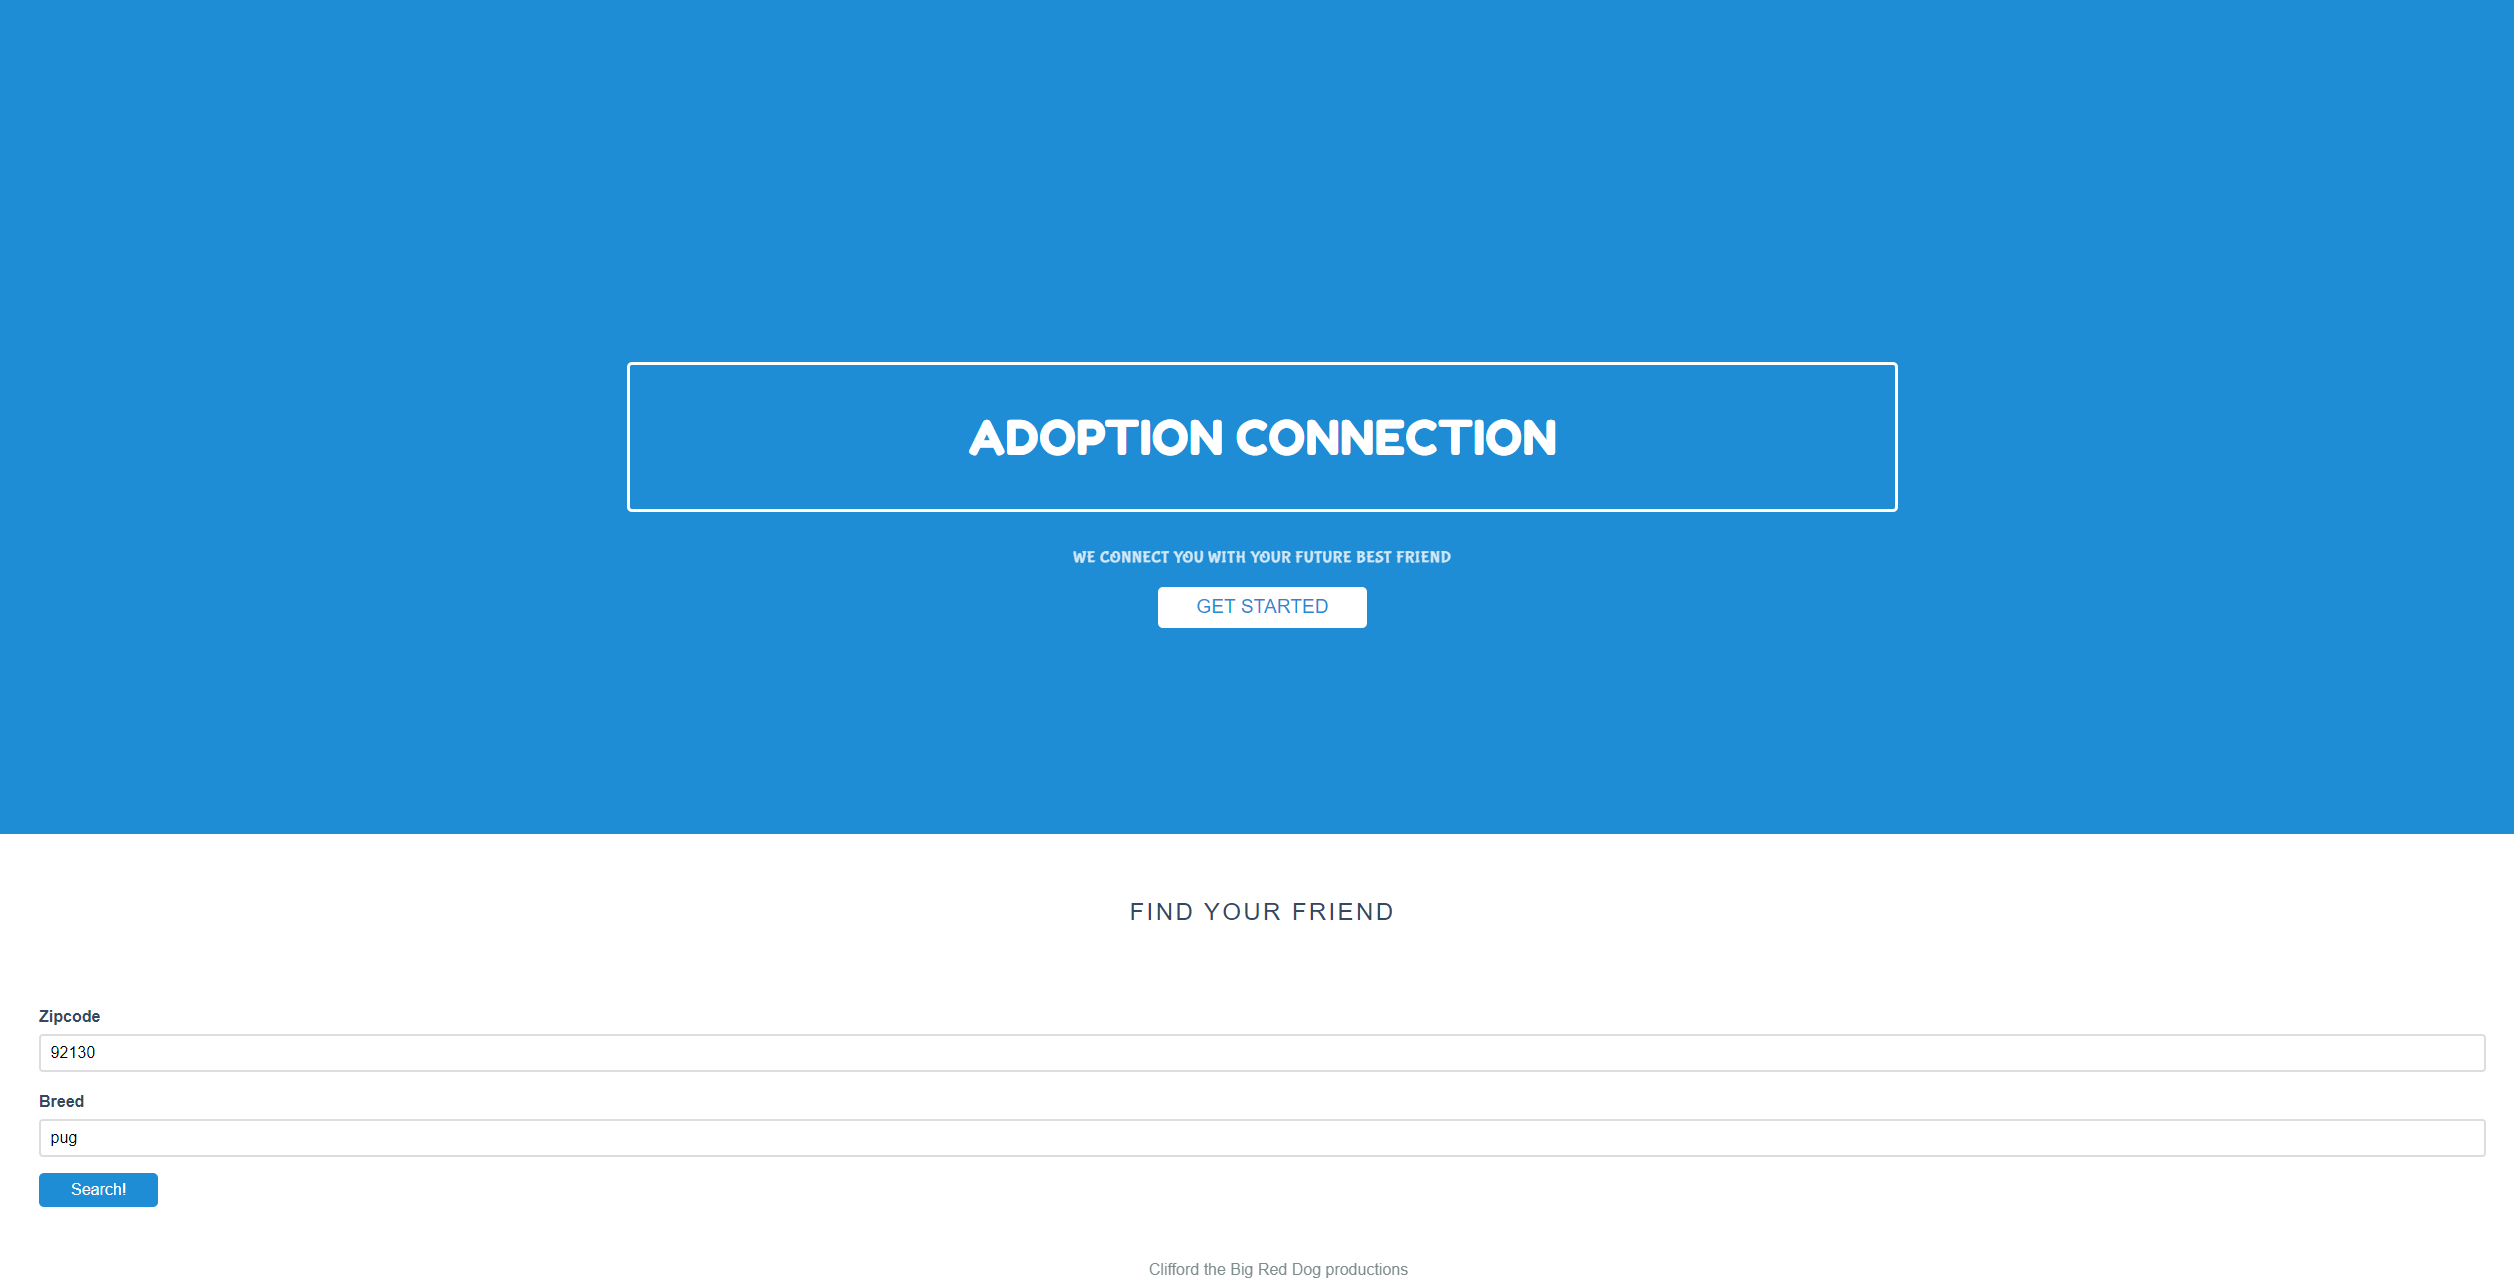 ADOPTION CONNECTION
WE CONNECT YOU WITH YOUR FUTURE BEST FRIEND
GET STARTED
FIND YOUR FRIEND
Zipcode
92130
Breed
pug
Search!
Clifford the Big Red Dog productions